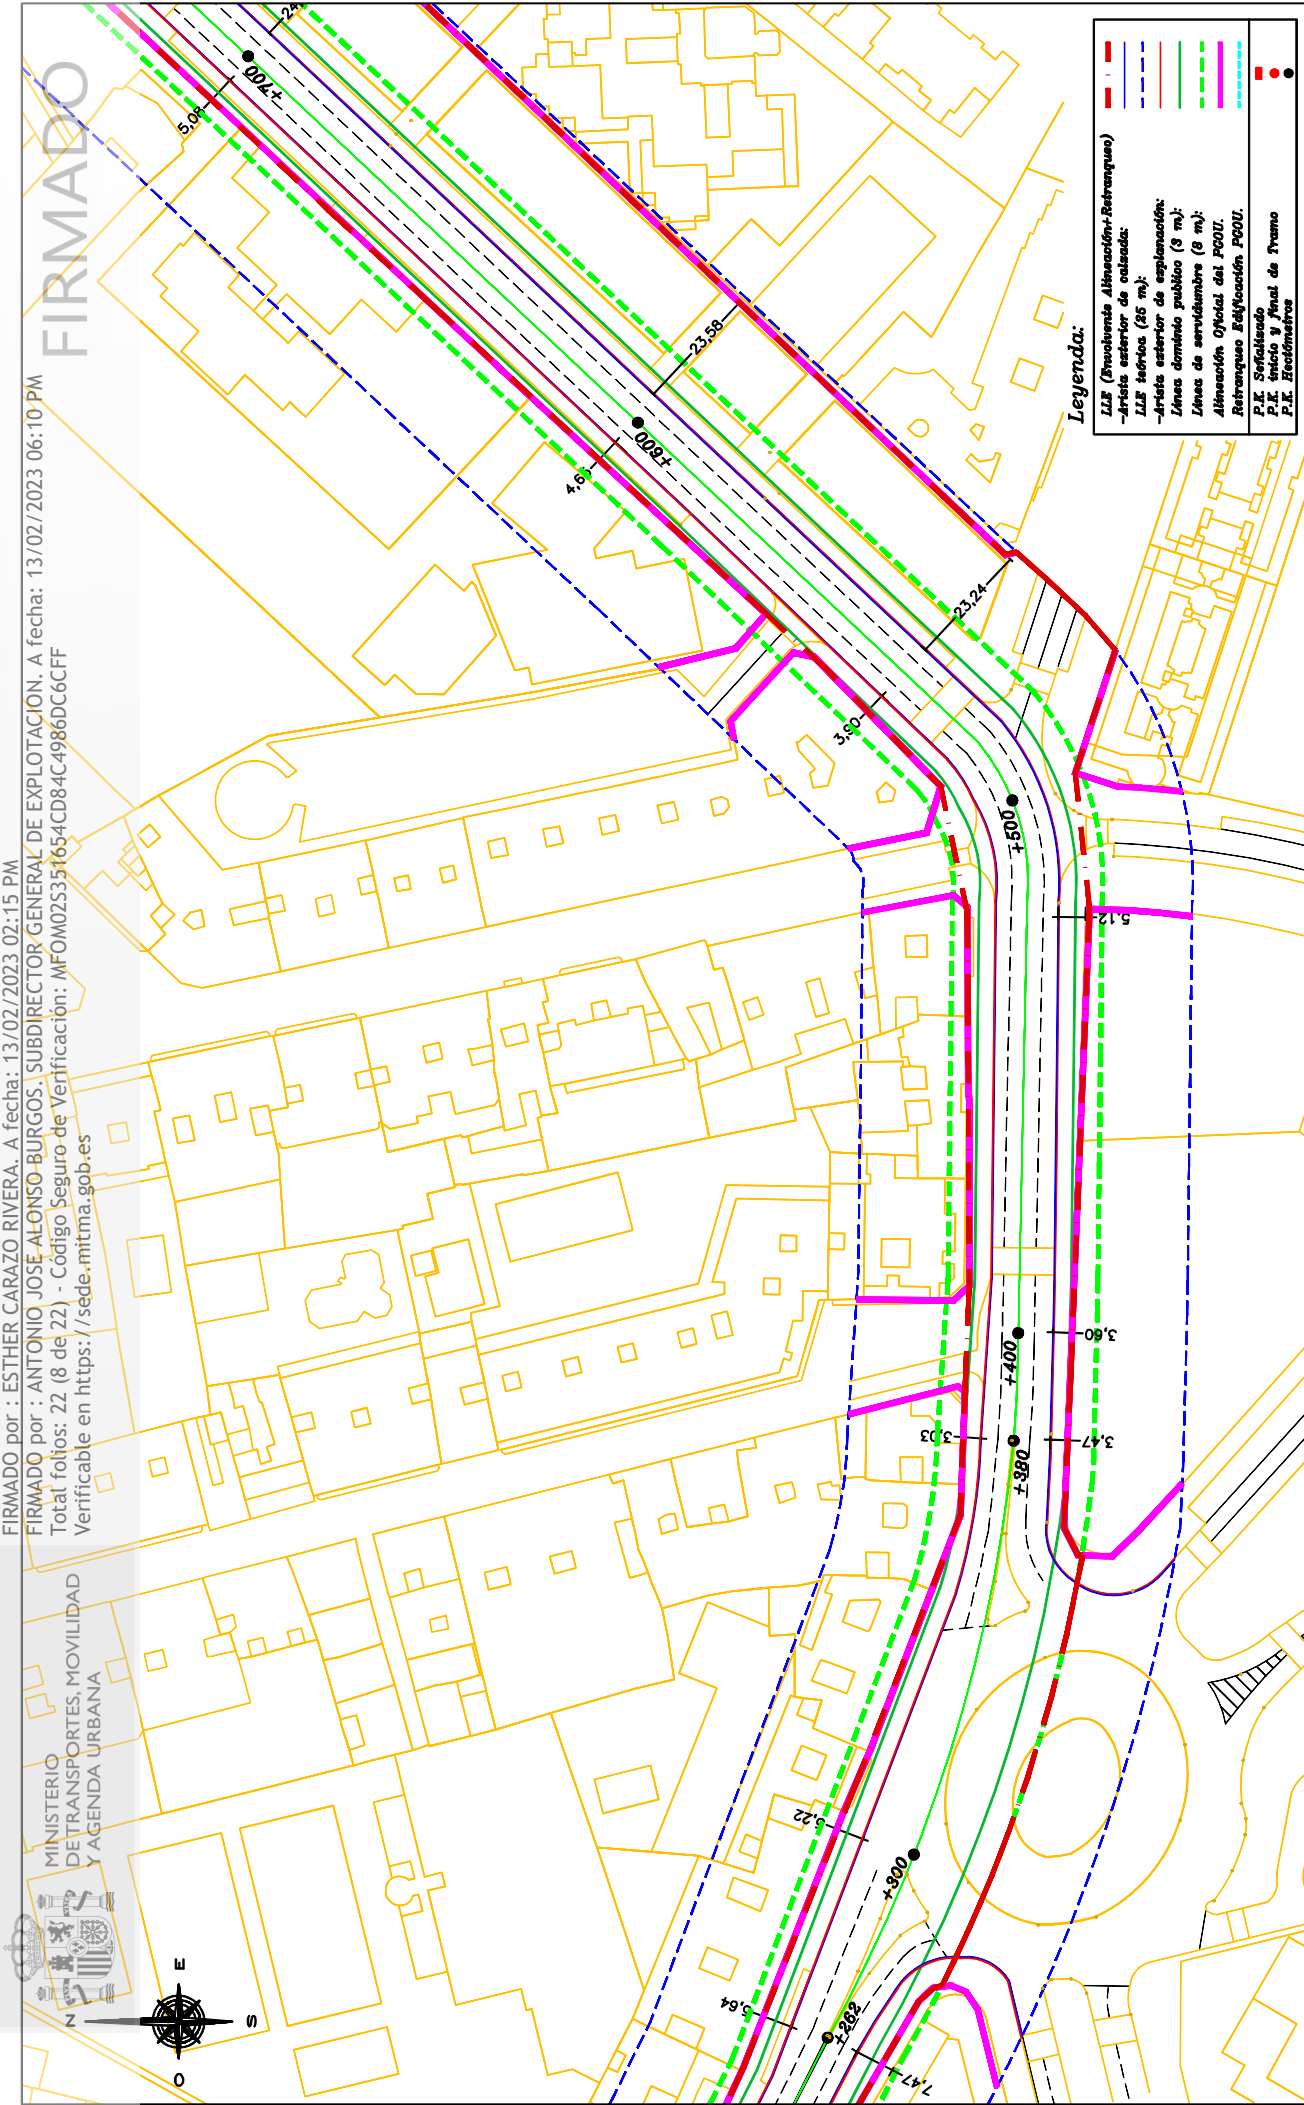 FIRMADO por : ESTHER CARAZO RIVERA. A fecha: 13/02/2023 02:15 PM
FIRMADO por : ANTONIO JOSE ALONSO BURGOS. SUBDIRECTOR GENERAL DE EXPLOTACION. A fecha: 13/02/2023 06:10 PM
Total folios: 22 (8 de 22) - Código Seguro de Verificación: MFOM02S351654CD84C4986DC6CFF
Verificable en https://sede.mitma.gob.es
FIRMADO
MINISTERIO
DE TRANSPORTES, MOVILIDAD
Y AGENDA URBANA
N
E
S
O
5,64
+262
7,47
5,22
+300
3,03
+380
3,47
+400
3,60
5,12
+500
3,90
23,24
+600
23,58
5,08
+700
Leyenda:
LLE (Envolvente Alineación+Retranqueo)
-Arista exterior de calzada:
LLE teórica (25 m):
-Arista exterior de esplanación:
Línea dominio publico (3 m):
Línea de servidumbre (8 m):
Alineación Oficial del PGOU.
Retranqueo Edificación PGOU.
P.K. Señalizado
P.K. inicio y final de Tramo
P.K. Hectómetros